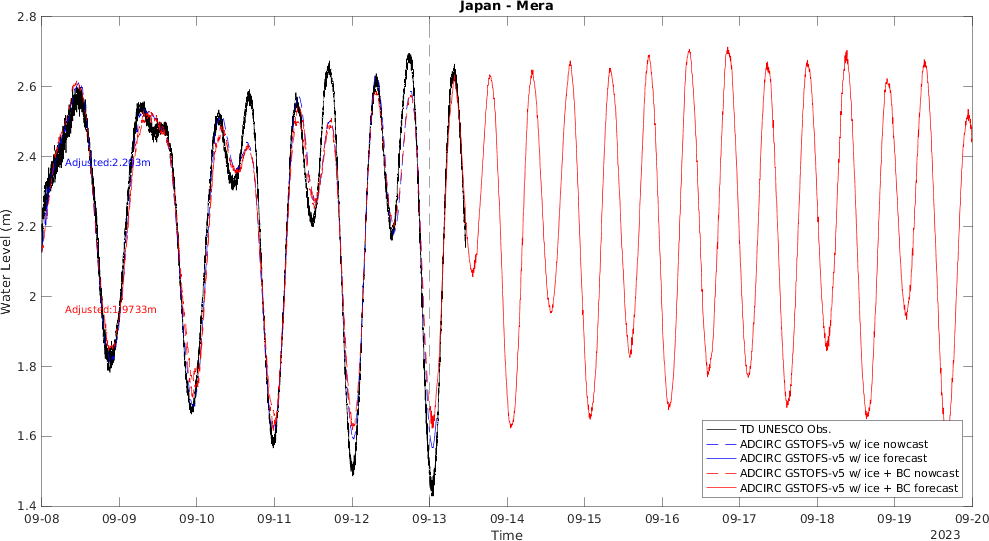 Japan - Mera
Water Level (m)
2.8
2.6
2.4
2.2
2
1.8
1.6
1.4
Adjusted:1.9733m
TD UNESCO Obs.
ADCIRC GSTOFS-v5 w/ ice nowcast
ADCIRC GSTOFS-v5 w/ ice forecast
ADCIRC GSTOFS-v5 w/ ice + BC nowcast
ADCIRC GSTOFS-v5 w/ ice + BC forecast
09-08 09-09 09-10 09-11 09-12 09-13 09-14 09-15 09-16 09-17 09-18 09-19 09-20
Time
2023